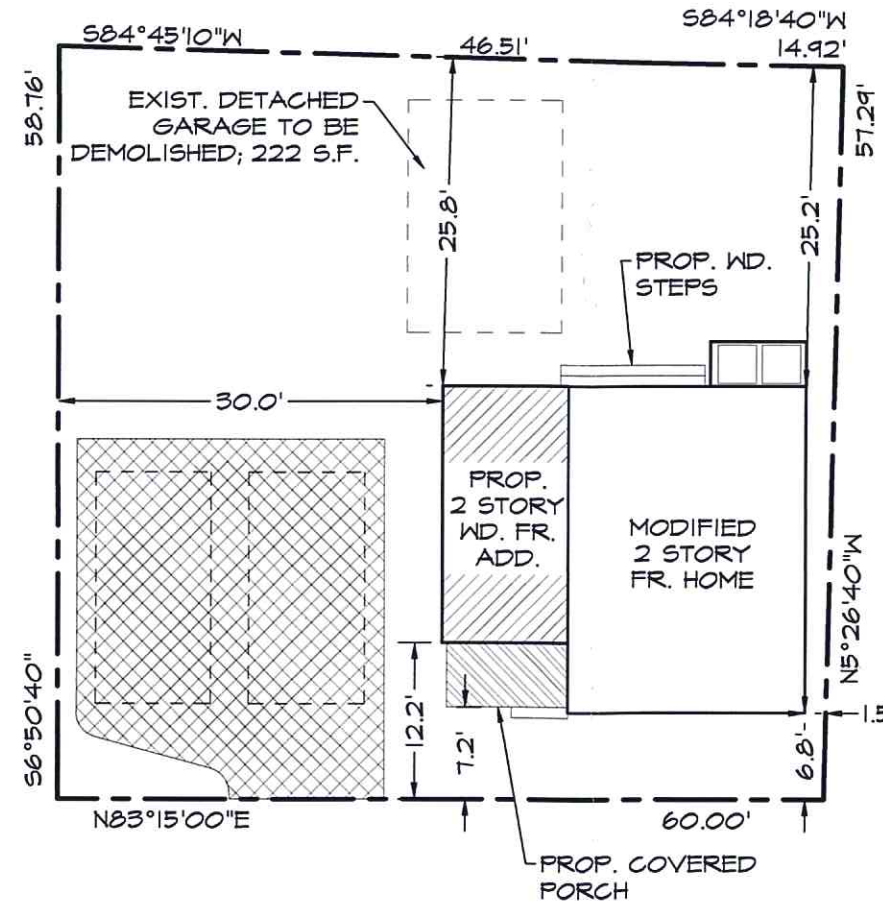 S84°45'10"W
46.51'
S84°18'40"W
14.92'
58.76'
57.29'
EXIST. DETACHED
GARAGE TO BE
DEMOLISHED; 222 S.F.
25.8'
25.2'
PROP. WD.
STEPS
30.0'
PROP.
2 STORY
WD. FR.
ADD.
MODIFIED
2 STORY
FR. HOME
N5°26'40"W
S6°50'40"
12.2'
7.2'
6.8'
N83°15'00"E
60.00'
PROP. COVERED
PORCH